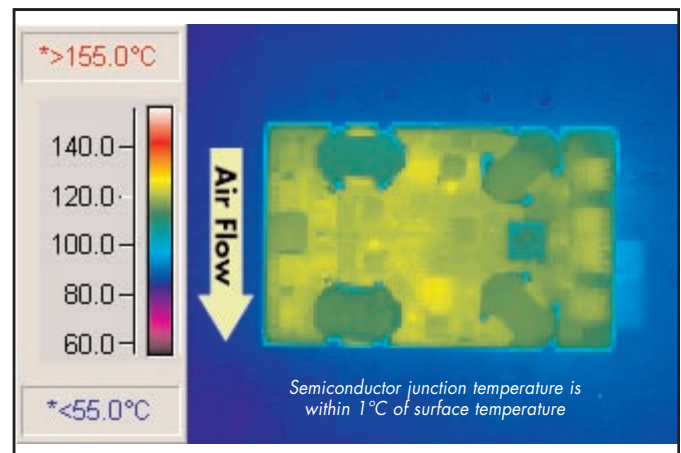 *>155.0°C
140.0
120.0
100.0
80.0
60.0
*<55.0°C
Air Flow
Semiconductor junction temperature is
within 1°C of surface temperature